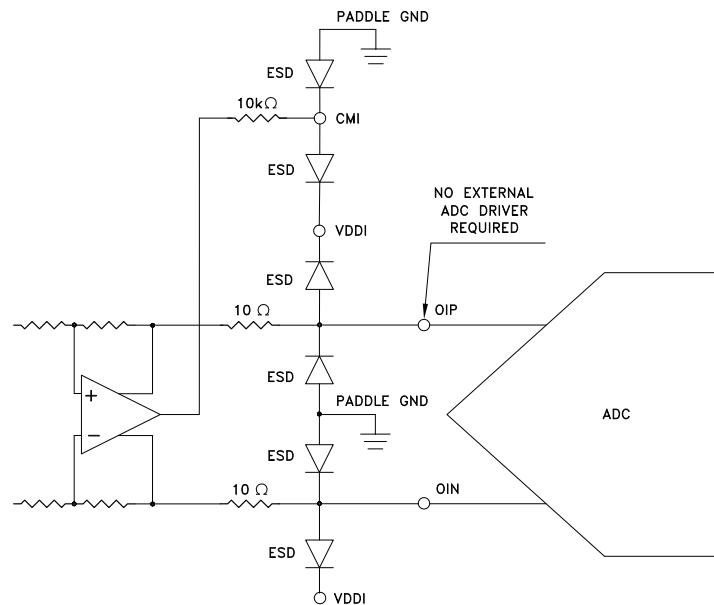 PADDLE GND
ESD
10kΩ
CMI
ESD
NO EXTERNAL
ADC DRIVER
REQUIRED
VDDI
ESD
10 Ω
OIP
ESD
PADDLE GND
+
ADC
−
ESD
10 Ω
OIN
ESD
VDDI